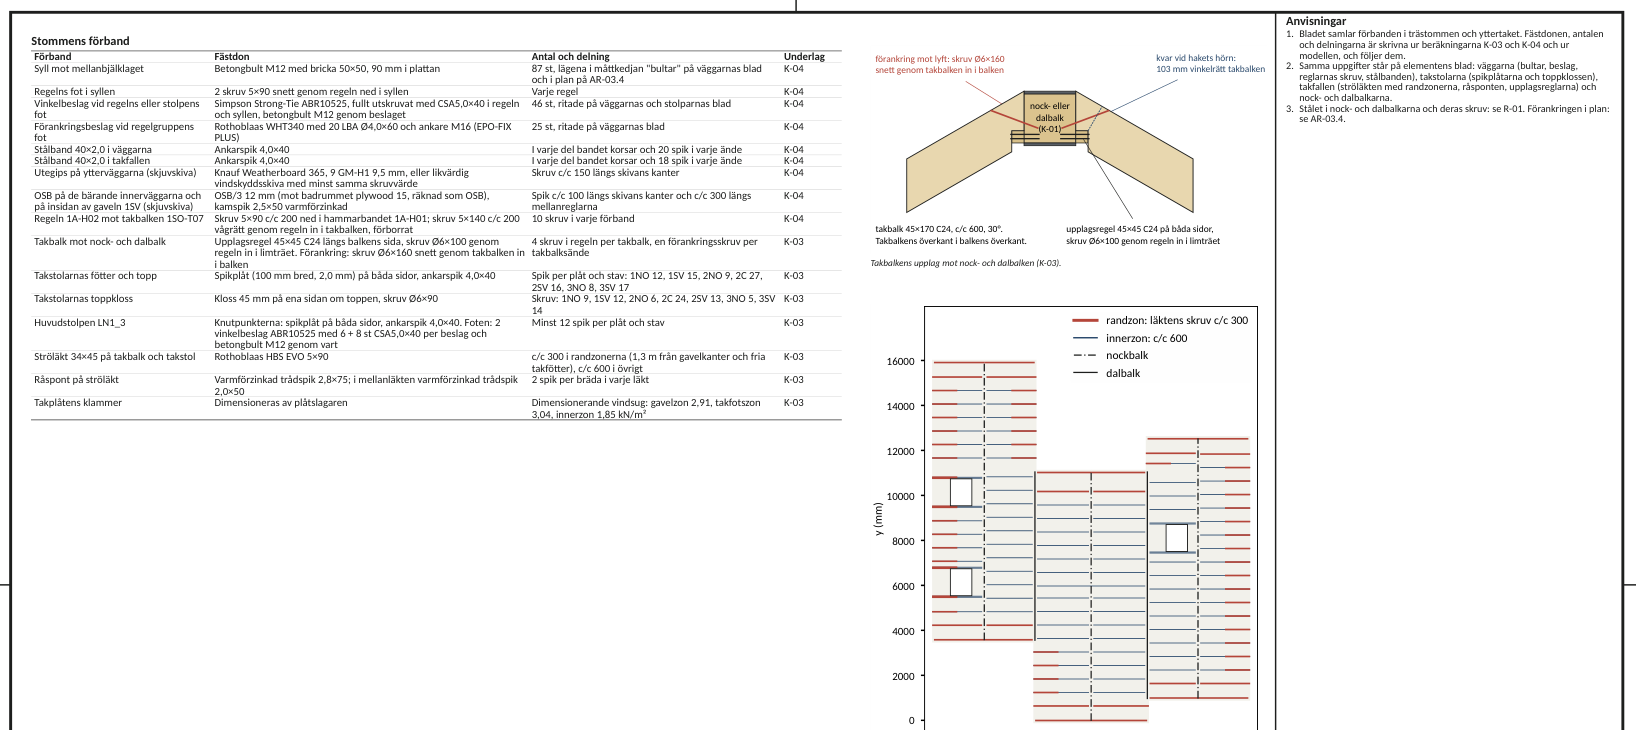 Stommens förband
Förband Fästdon Antal och delning Underlag
Syll mot mellanbjälklaget Betongbult M12 med bricka 50×50, 90 mm i plattan 87 st, lägena i måttkedjan "bultar" på väggarnas blad K-04
och i plan på AR-03.4
Regelns fot i syllen 2 skruv 5×90 snett genom regeln ned i syllen Varje regel K-04
Vinkelbeslag vid regelns eller stolpens Simpson Strong-Tie ABR10525, fullt utskruvat med CSA5,0×40 i regeln 46 st, ritade på väggarnas och stolparnas blad K-04
fot och syllen, betongbult M12 genom beslaget
Förankringsbeslag vid regelgruppens Rothoblaas WHT340 med 20 LBA Ø4,0×60 och ankare M16 (EPO-FIX 25 st, ritade på väggarnas blad K-04
fot PLUS)
Stålband 40×2,0 i väggarna Ankarspik 4,0×40 I varje del bandet korsar och 20 spik i varje ände K-04
Stålband 40×2,0 i takfallen Ankarspik 4,0×40 I varje del bandet korsar och 18 spik i varje ände K-04
Utegips på ytterväggarna (skjuvskiva) Knauf Weatherboard 365, 9 GM-H1 9,5 mm, eller likvärdig Skruv c/c 150 längs skivans kanter K-04
vindskyddsskiva med minst samma skruvvärde
OSB på de bärande innerväggarna och OSB/3 12 mm (mot badrummet plywood 15, räknad som OSB), Spik c/c 100 längs skivans kanter och c/c 300 längs K-04
på insidan av gaveln 1SV (skjuvskiva) kamspik 2,5×50 varmförzinkad mellanreglarna
Regeln 1A-H02 mot takbalken 1SO-T07 Skruv 5×90 c/c 200 ned i hammarbandet 1A-H01; skruv 5×140 c/c 200 10 skruv i varje förband K-04
vågrätt genom regeln in i takbalken, förborrat
Takbalk mot nock- och dalbalk Upplagsregel 45×45 C24 längs balkens sida, skruv Ø6×100 genom 4 skruv i regeln per takbalk, en förankringsskruv per K-03
regeln in i limträet. Förankring: skruv Ø6×160 snett genom takbalken in takbalksände
i balken
Takstolarnas fötter och topp Spikplåt (100 mm bred, 2,0 mm) på båda sidor, ankarspik 4,0×40 Spik per plåt och stav: 1NO 12, 1SV 15, 2NO 9, 2C 27, K-03
2SV 16, 3NO 8, 3SV 17
Takstolarnas toppkloss Kloss 45 mm på ena sidan om toppen, skruv Ø6×90 Skruv: 1NO 9, 1SV 12, 2NO 6, 2C 24, 2SV 13, 3NO 5, 3SV K-03
14
Huvudstolpen LN1_3 Knutpunkterna: spikplåt på båda sidor, ankarspik 4,0×40. Foten: 2 Minst 12 spik per plåt och stav K-03
vinkelbeslag ABR10525 med 6 + 8 st CSA5,0×40 per beslag och
betongbult M12 genom vart
Ströläkt 34×45 på takbalk och takstol Rothoblaas HBS EVO 5×90 c/c 300 i randzonerna (1,3 m från gavelkanter och fria K-03
takfötter), c/c 600 i övrigt
Råspont på ströläkt Varmförzinkad trådspik 2,8×75; i mellanläkten varmförzinkad trådspik 2 spik per bräda i varje läkt K-03
2,0×50
Takplåtens klammer Dimensioneras av plåtslagaren Dimensionerande vindsug: gavelzon 2,91, takfotszon K-03
3,04, innerzon 1,85 kN/m²
förankring mot lyft: skruv Ø6×160
snett genom takbalken in i balken
kvar vid hakets hörn:
103 mm vinkelrätt takbalken
nock- eller
dalbalk
(K-01)
takbalk 45×170 C24, c/c 600, 30°.
Takbalkens överkant i balkens överkant.
upplagsregel 45×45 C24 på båda sidor,
skruv Ø6×100 genom regeln in i limträet
Takbalkens upplag mot nock- och dalbalken (K-03).
randzon: läktens skruv c/c 300
innerzon: c/c 600
nockbalk
dalbalk
16000
14000
12000
10000
8000
6000
4000
2000
0
y (mm)
Anvisningar
1. Bladet samlar förbanden i trästommen och yttertaket. Fästdonen, antalen
och delningarna är skrivna ur beräkningarna K-03 och K-04 och ur
modellen, och följer dem.
2. Samma uppgifter står på elementens blad: väggarna (bultar, beslag,
reglarnas skruv, stålbanden), takstolarna (spikplåtarna och toppklossen),
takfallen (ströläkten med randzonerna, råsponten, upplagsreglarna) och
nock- och dalbalkarna.
3. Stålet i nock- och dalbalkarna och deras skruv: se R-01. Förankringen i plan:
se AR-03.4.